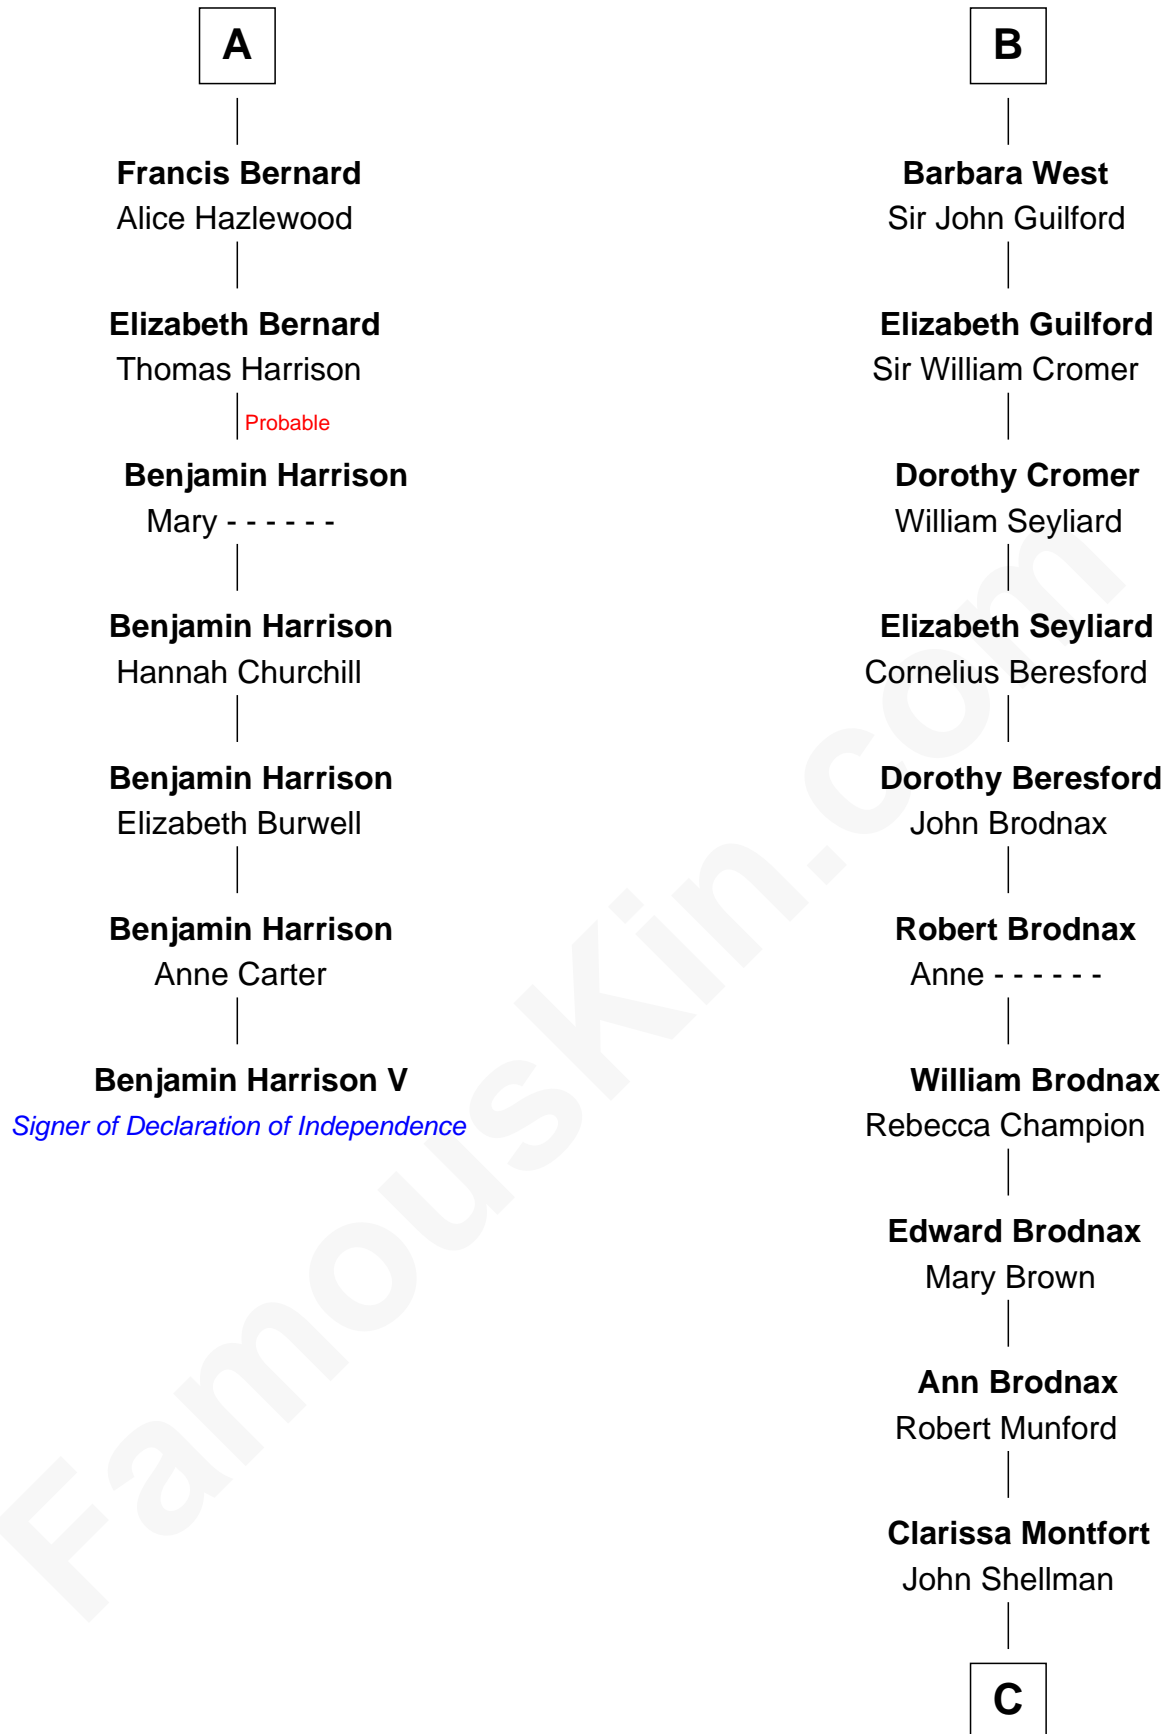 A
Francis Bernard
Alice Hazlewood
Elizabeth Bernard
Thomas Harrison
Probable
Benjamin Harrison
Mary - - - - - -
Benjamin Harrison
Hannah Churchill
Benjamin Harrison
Elizabeth Burwell
Benjamin Harrison
Anne Carter
Benjamin Harrison V
Signer of Declaration of Independence
B
Barbara West
Sir John Guilford
Elizabeth Guilford
Sir William Cromer
Dorothy Cromer
William Seyliard
Elizabeth Seyliard
Cornelius Beresford
Dorothy Beresford
John Brodnax
Robert Brodnax
Anne - - - - - -
William Brodnax
Rebecca Champion
Edward Brodnax
Mary Brown
Ann Brodnax
Robert Munford
Clarissa Montfort
John Shellman
C
FamousKin.com